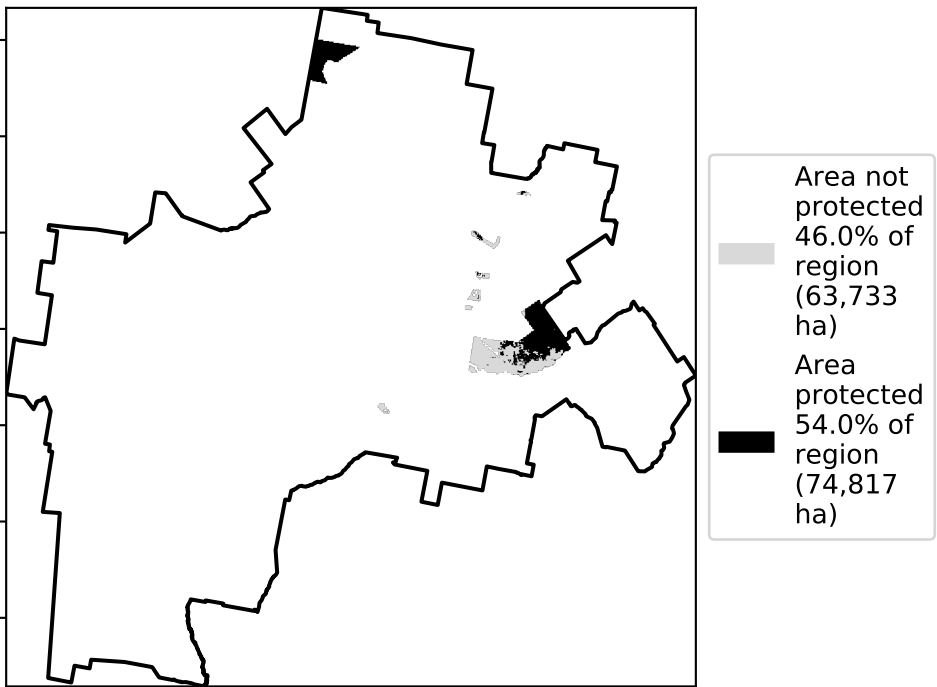 Area not
protected
46.0% of
region
(63,733
ha)
Area
protected
54.0% of
region
(74,817
ha)